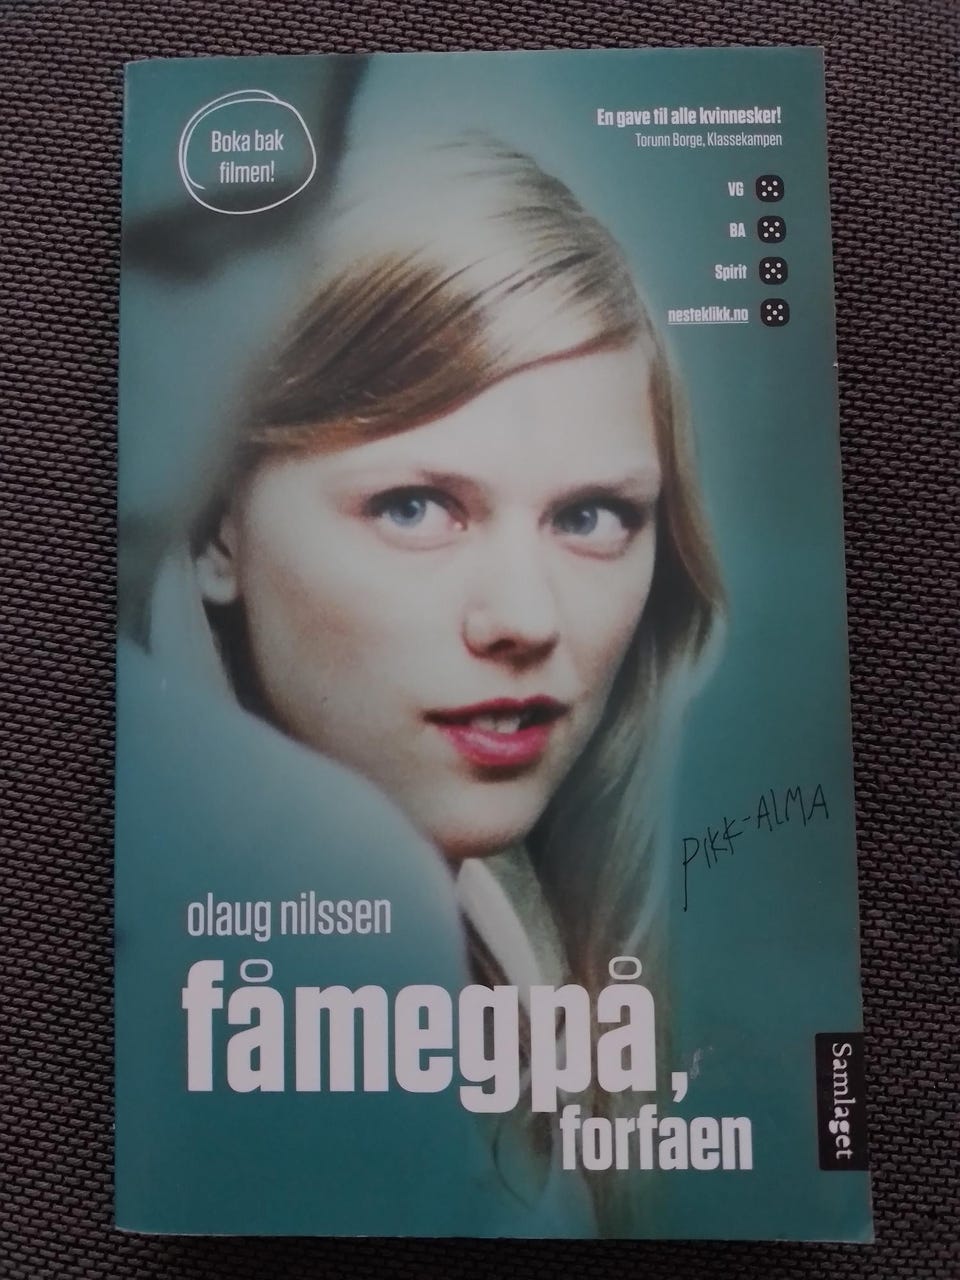 Boka bak
filmen!
En gave til alle kvinnesker!
Torunn Borge, Klassekampen
VG
BA
Spirit
nesteklikk.no
PIKK-ALMA
olaug nilssen
fåmegpå,
forfaen
Samlaget